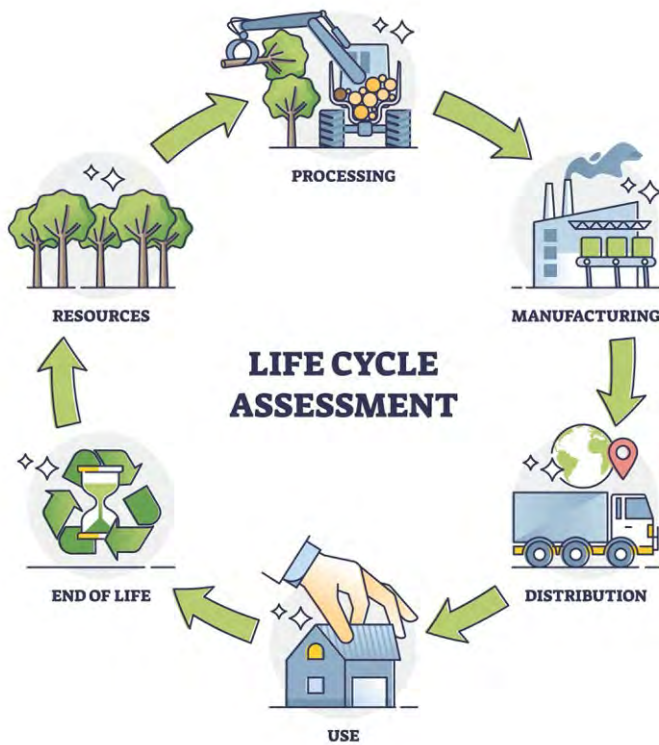 PROCESSING
RESOURCES
MANUFACTURING
LIFE CYCLE
ASSESSMENT
END OF LIFE
DISTRIBUTION
USE